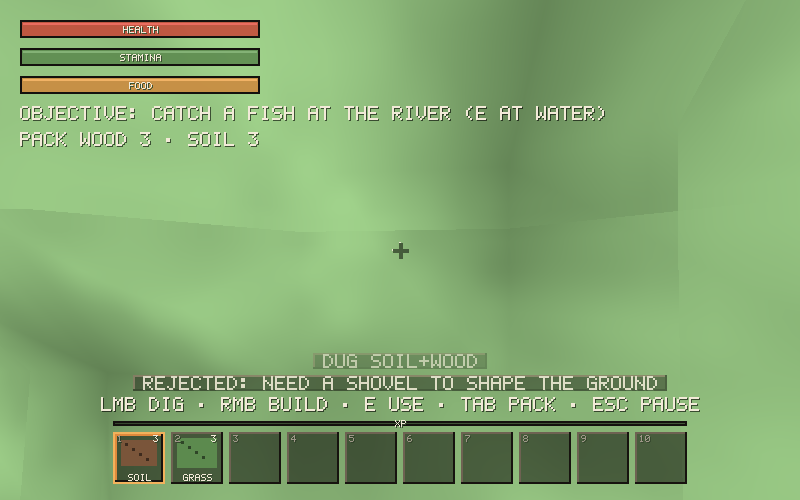 HEALTH
STAMINA
FOOD
OBJECTIVE: CATCH A FISH AT THE RIVER (E AT WATER)
PACK WOOD 3 · SOIL 3
DUG SOIL+WOOD
REJECTED: NEED A SHOVEL TO SHAPE THE GROUND
LMB DIG · RMB BUILD · E USE · TAB PACK · ESC PAUSE
XP
1 3 2 3 3 4 5 6 7 8 9 10
SOIL GRASS